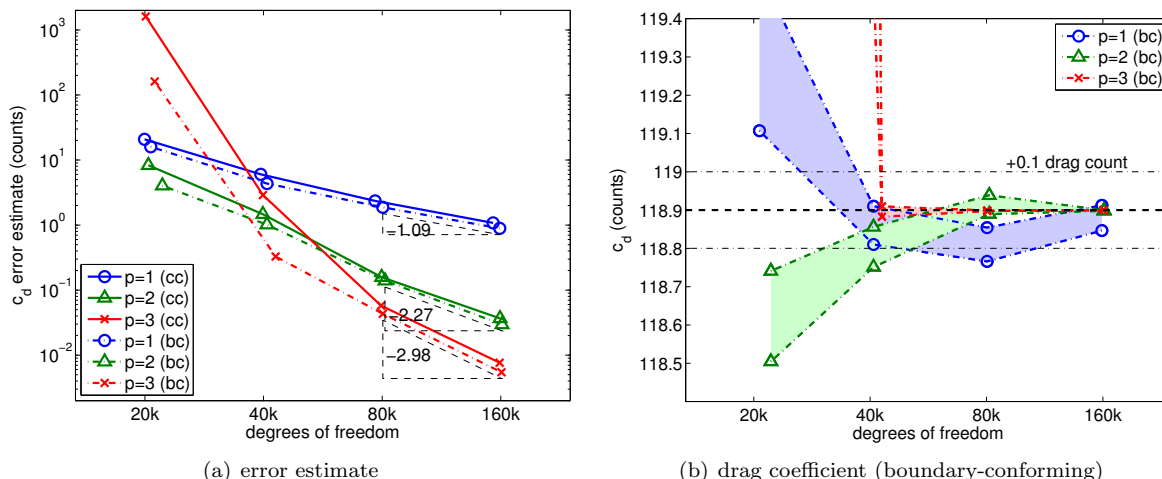 10^3
10^2
10^1
10^0
10^-1
10^-2
c_d error estimate (counts)
−1.09
−2.27
−2.98
p=1 (cc)
p=2 (cc)
p=3 (cc)
p=1 (bc)
p=2 (bc)
p=3 (bc)
20k 40k 80k 160k
degrees of freedom
(a) error estimate
119.4
119.3
119.2
119.1
119
118.9
118.8
118.7
118.6
118.5
c_d (counts)
p=1 (bc)
p=2 (bc)
p=3 (bc)
+0.1 drag count
20k 40k 80k 160k
degrees of freedom
(b) drag coefficient (boundary-conforming)